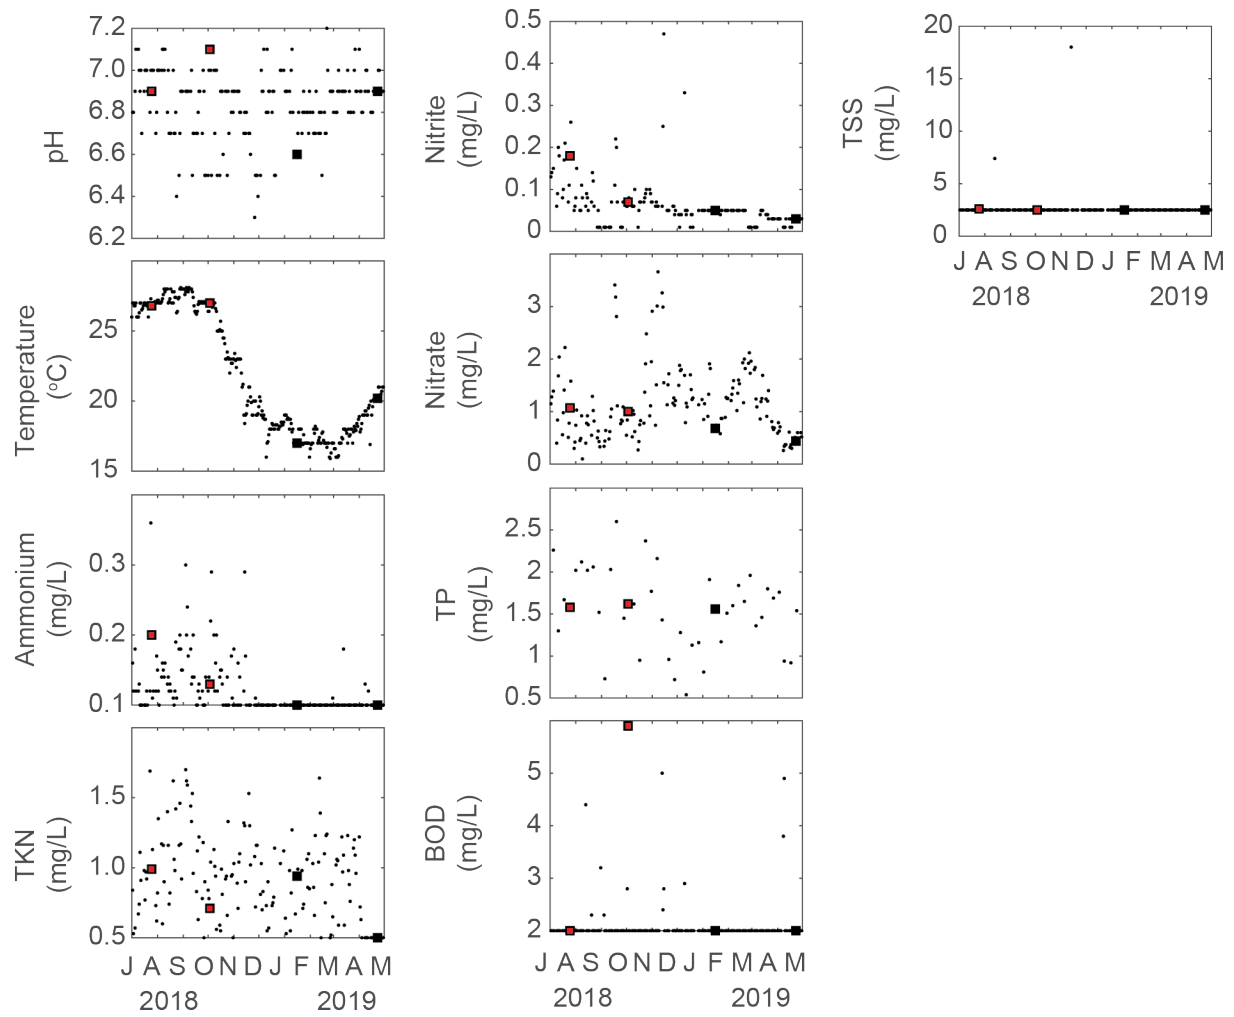 7.2
7.0
6.8
6.6
6.4
6.2
pH
0.5
0.4
0.3
0.2
0.1
0
Nitrite
(mg/L)
20
15
10
5
0
TSS
(mg/L)
J A S O N D J F M A M
2018 2019
25
20
15
Temperature
(°C)
3
2
1
0
Nitrate
(mg/L)
0.3
0.2
0.1
Ammonium
(mg/L)
2.5
2
1.5
1
0.5
TP
(mg/L)
1.5
1.0
0.5
TKN
(mg/L)
J A S O N D J F M A M
2018 2019
5
4
3
2
BOD
(mg/L)
J A S O N D J F M A M
2018 2019